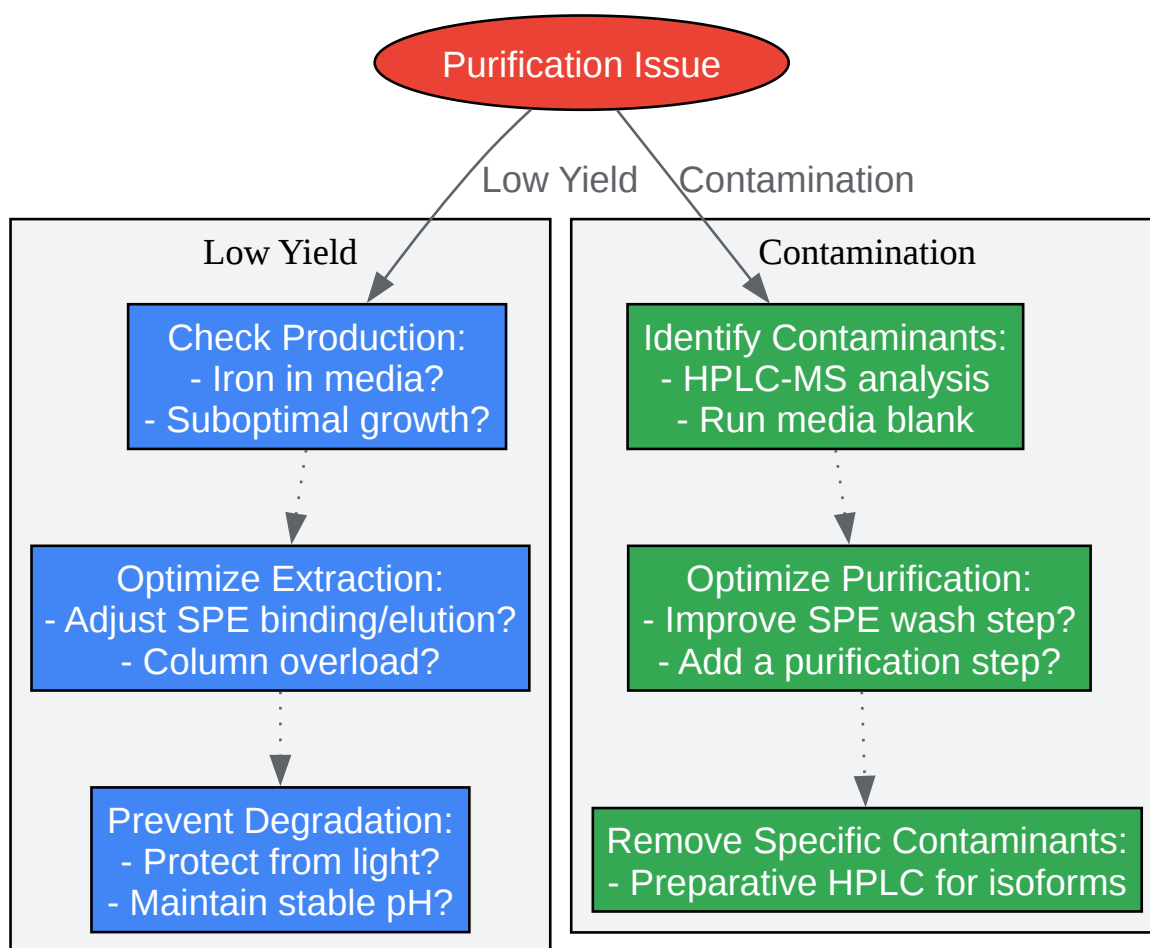 Purification Issue
Low Yield
Contamination
Low Yield
Check Production:
- Iron in media?
- Suboptimal growth?
Optimize Extraction:
- Adjust SPE binding/elution?
- Column overload?
Prevent Degradation:
- Protect from light?
- Maintain stable pH?
Contamination
Identify Contaminants:
- HPLC-MS analysis
- Run media blank
Optimize Purification:
- Improve SPE wash step?
- Add a purification step?
Remove Specific Contaminants:
- Preparative HPLC for isoforms